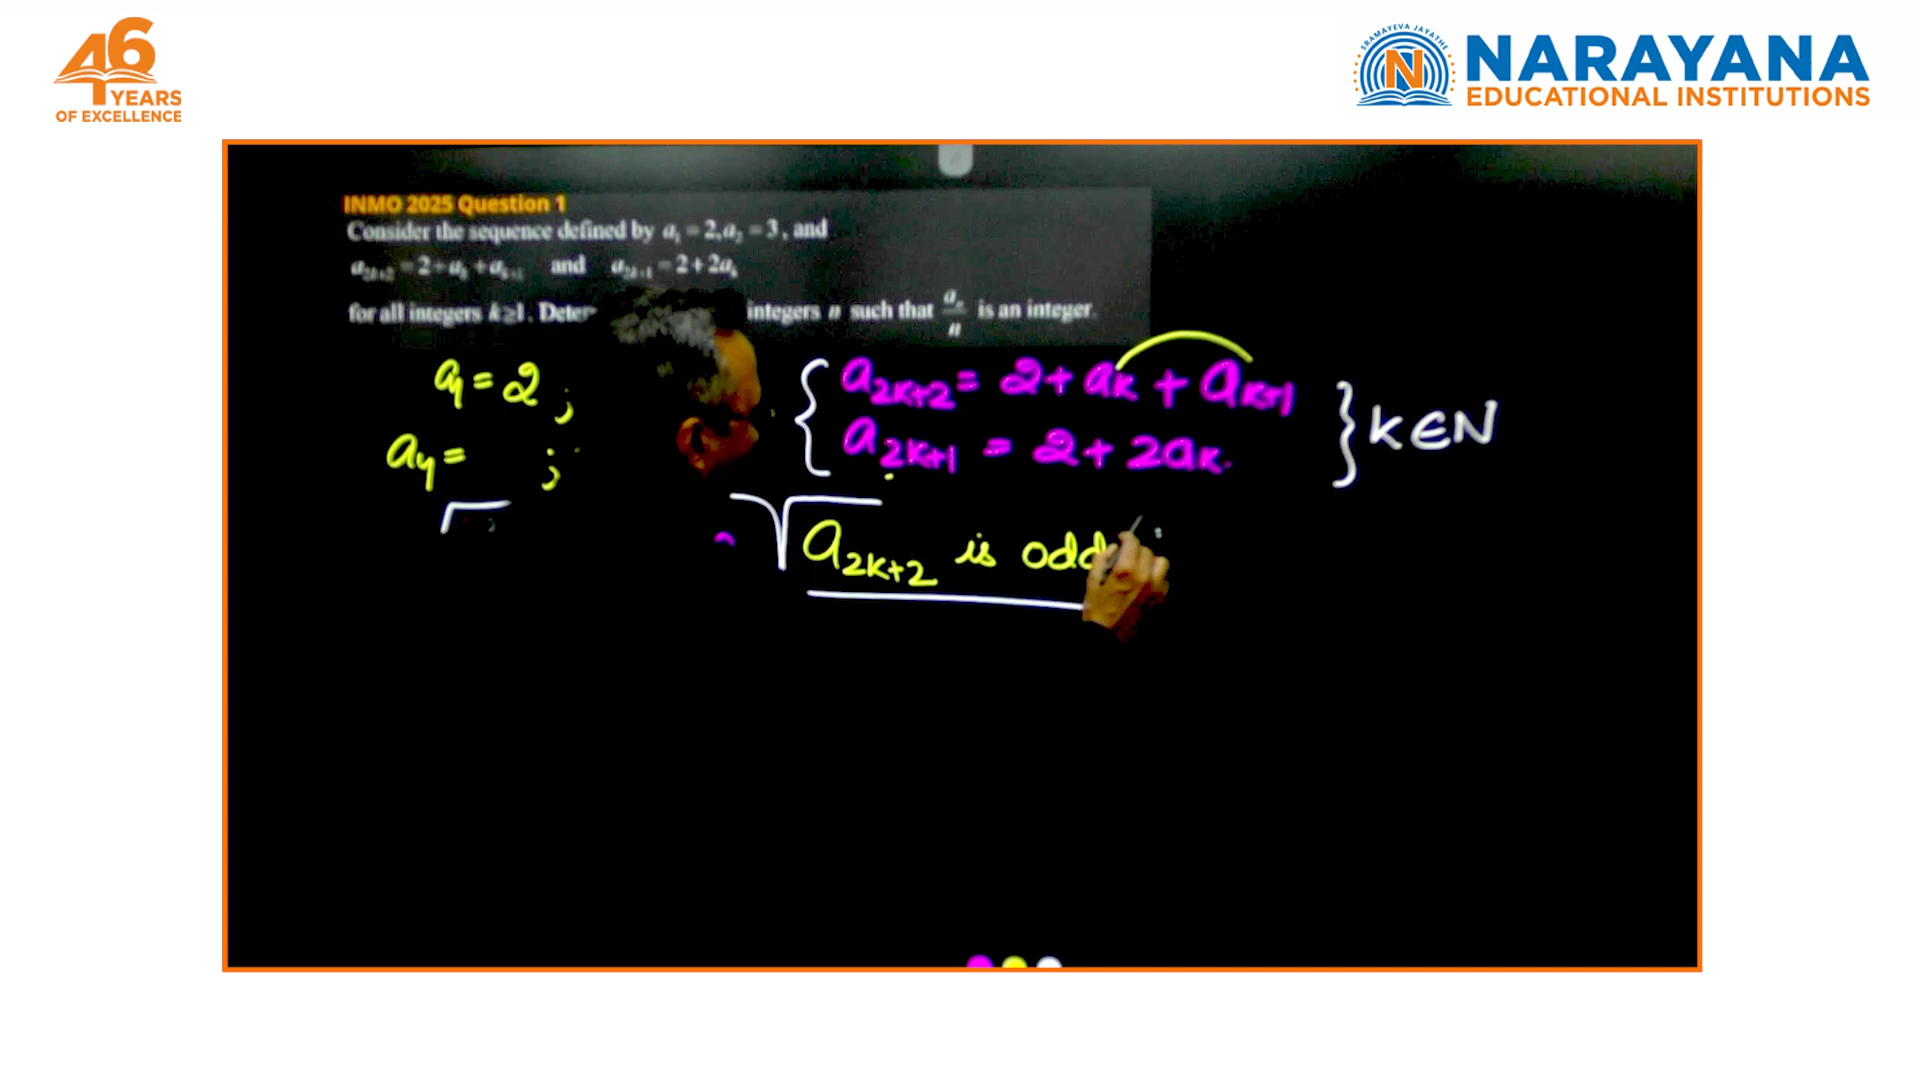 46
YEARS
OF EXCELLENCE
SRAMAYEVA JAYATHE
N
NARAYANA
EDUCATIONAL INSTITUTIONS
INMO 2025 Question 1
Consider the sequence defined by a₁ = 2, a₂ = 3, and
a₂ₖ₊₂ = 2 + aₖ + aₖ₊₁ and a₂ₖ₊₁ = 2 + 2aₖ
for all integers k ≥ 1. Deter integers n such that aₙ/n is an integer.
a₁ = 2 ;
{ a₂ₖ₊₂ = 2 + aₖ + aₖ₊₁
a₂ₖ₊₁ = 2 + 2aₖ. } K ∈ N
a₄ = ;
a₂ₖ₊₂ is odd